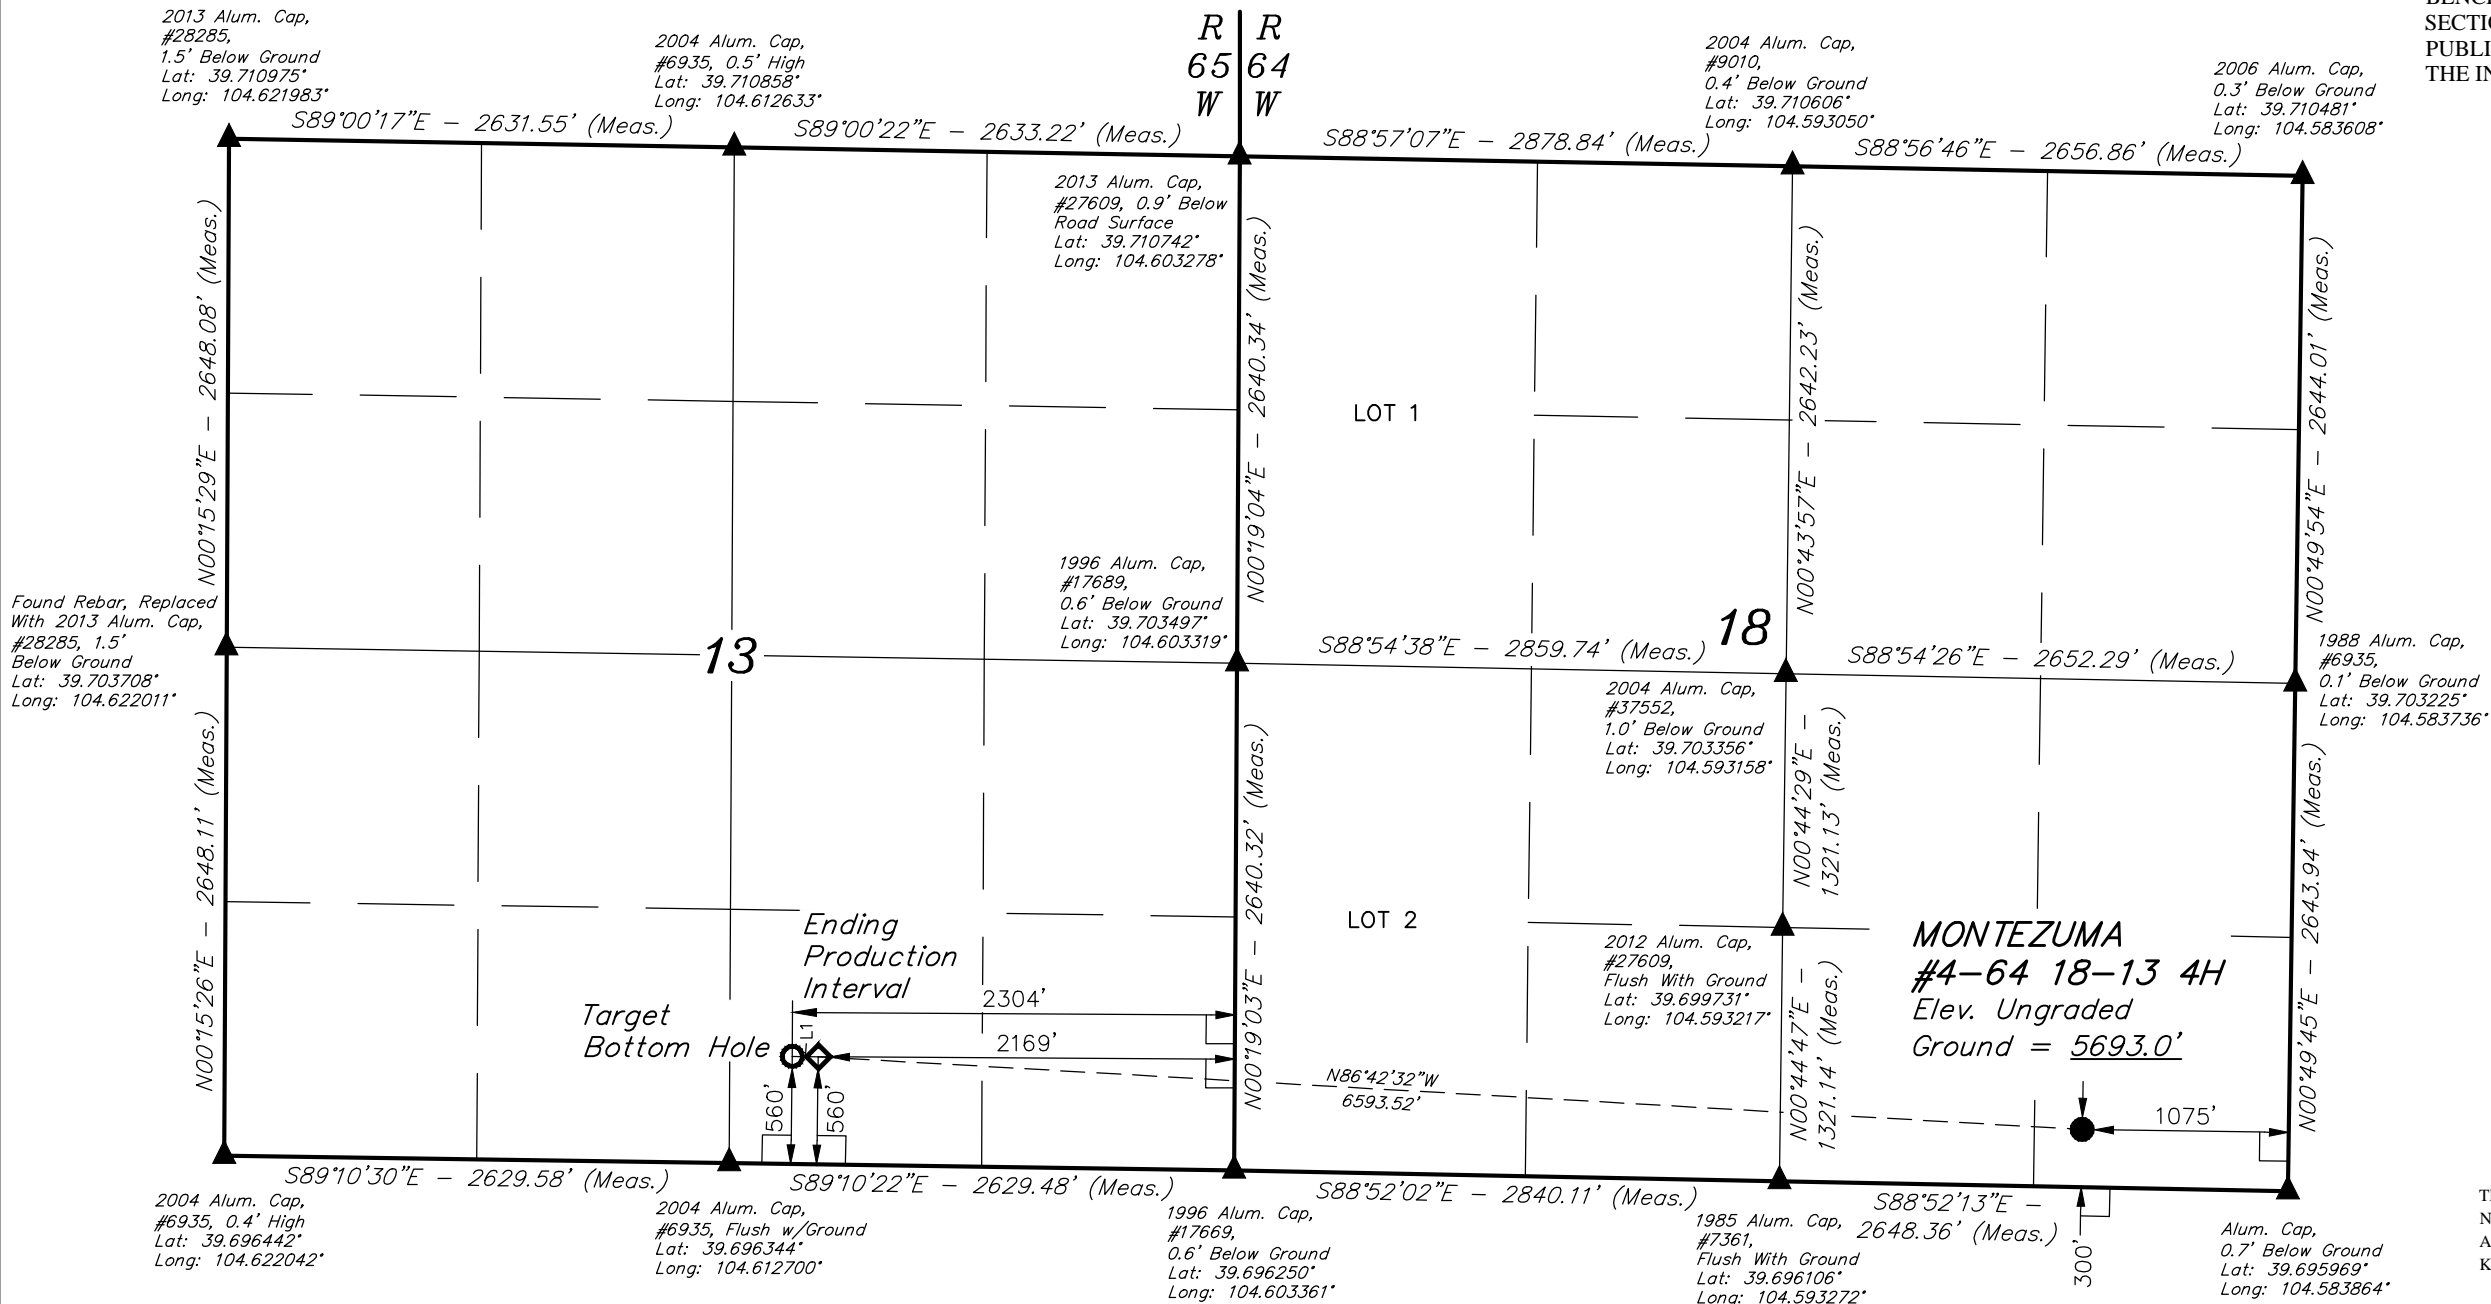 2013 Alum. Cap,
#28285,
1.5' Below Ground
Lat: 39.710975°
Long: 104.621983°
2004 Alum. Cap,
#6935, 0.5' High
Lat: 39.710858°
Long: 104.612633°
R R
65 64
W W
2004 Alum. Cap,
#9010,
0.4' Below Ground
Lat: 39.710606°
Long: 104.593050°
2006 Alum. Cap,
0.3' Below Ground
Lat: 39.710481°
Long: 104.583608°
PUBLI
THE IN
S89°00'17"E - 2631.55' (Meas.)
S89°00'22"E - 2633.22' (Meas.)
S88°57'07"E - 2878.84' (Meas.)
S88°56'46"E - 2656.86' (Meas.)
2013 Alum. Cap,
#27609, 0.9' Below
Road Surface
Lat: 39.710742°
Long: 104.603278°
N00°15'29"E - 2648.08' (Meas.)
N00°19'04"E - 2640.34' (Meas.)
N00°43'57"E - 2642.23' (Meas.)
N00°49'54"E - 2644.01' (Meas.)
LOT 1
Found Rebar, Replaced
With 2013 Alum. Cap,
#28285, 1.5'
Below Ground
Lat: 39.703708°
Long: 104.622011°
13
1996 Alum. Cap,
#17689,
0.6' Below Ground
Lat: 39.703497°
Long: 104.603319°
18
S88°54'38"E - 2859.74' (Meas.)
S88°54'26"E - 2652.29' (Meas.)
1988 Alum. Cap,
#6935,
0.1' Below Ground
Lat: 39.703225°
Long: 104.583736°
2004 Alum. Cap,
#37552,
1.0' Below Ground
Lat: 39.703356°
Long: 104.593158°
N00°15'26"E - 2648.11' (Meas.)
N00°19'03"E - 2640.32' (Meas.)
N00°44'29"E -
1321.13' (Meas.)
N00°49'45"E - 2643.94' (Meas.)
LOT 2
Ending
Production
Interval
Target
Bottom Hole
L1
2304'
2169'
560'
560'
2012 Alum. Cap,
#27609,
Flush With Ground
Lat: 39.699731°
Long: 104.593217°
N00°44'47"E -
1321.14' (Meas.)
MONTEZUMA
#4-64 18-13 4H
Elev. Ungraded
Ground = 5693.0'
N86°42'32"W
6593.52'
1075'
300'
S89°10'30"E - 2629.58' (Meas.)
S89°10'22"E - 2629.48' (Meas.)
S88°52'02"E - 2840.11' (Meas.)
S88°52'13"E -
2648.36' (Meas.)
2004 Alum. Cap,
#6935, 0.4' High
Lat: 39.696442°
Long: 104.622042°
2004 Alum. Cap,
#6935, Flush w/Ground
Lat: 39.696344°
Long: 104.612700°
1996 Alum. Cap,
#17669,
0.6' Below Ground
Lat: 39.696250°
Long: 104.603361°
1985 Alum. Cap,
#7361,
Flush With Ground
Lat: 39.696106°
Long: 104.593272°
Alum. Cap,
0.7' Below Ground
Lat: 39.695969°
Long: 104.583864°